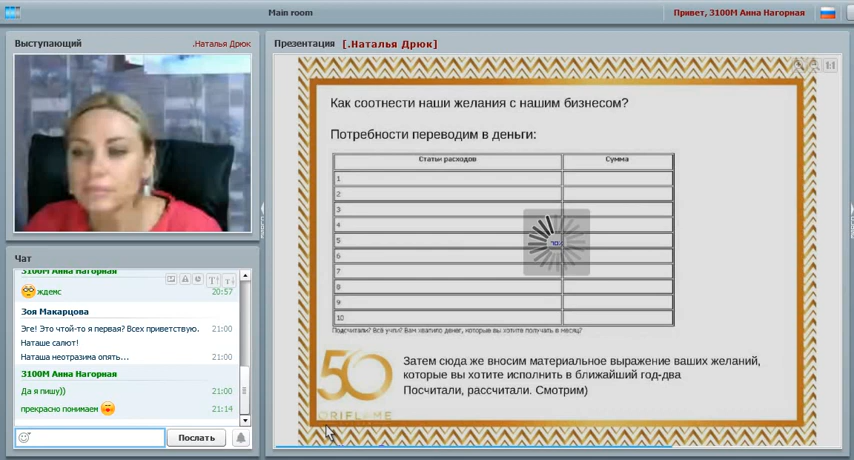 Main room
Привет, 3100М Анна Нагорная
Выступающий
.Наталья Дрюк
Презентация [.Наталья Дрюк]
1:1
Как соотнести наши желания с нашим бизнесом?
Потребности переводим в деньги:
Статьи расходов Сумма
1
2
3
4
5
6
7
8
9
10
Подсчитали? Всё учли? Вам хватило денег, которые вы хотите получать в месяц?
50
ORIFLAME
Затем сюда же вносим материальное выражение ваших желаний,
которые вы хотите исполнить в ближайший год-два
Посчитали, рассчитали. Смотрим)
Чат
3100М Анна Нагорная
ждемс 20:57
Зоя Макарцова
Эге! Это чтой-то я первая? Всех приветствую. 21:00
Наташе салют! 21:00
Наташа неотразима опять... 21:00
3100М Анна Нагорная
Да я пишу)) 21:00
прекрасно понимаем 21:14
Послать